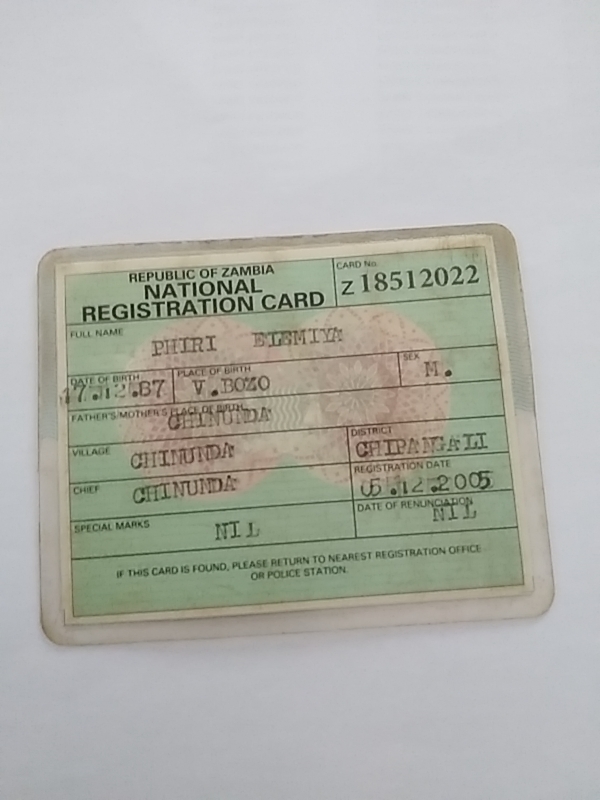 REPUBLIC OF ZAMBIA
NATIONAL
REGISTRATION CARD
CARD No.
Z 18512022
FULL NAME
PHIRI ELEMIYA
DATE OF BIRTH
17.12.87
PLACE OF BIRTH
V.BOZO
SEX
M.
FATHER'S/MOTHER'S PLACE OF BIRTH
CHINUNDA
VILLAGE
CHINUNDA
DISTRICT
CHIPANGALI
CHIEF
CHINUNDA
REGISTRATION DATE
05.12.2005
SPECIAL MARKS
NIL
DATE OF RENUNCIATION
NIL
IF THIS CARD IS FOUND, PLEASE RETURN TO NEAREST REGISTRATION OFFICE
OR POLICE STATION.